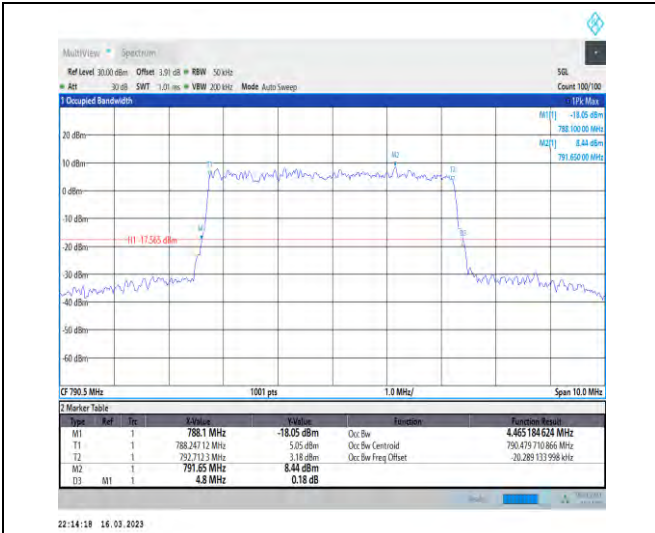 MultiView Spectrum
Ref Level 30.00 dBm Offset 3.91 dB RBW 50 kHz SGL
Att 30 dB SWT 1.01 ms VBW 200 kHz Mode Auto Sweep Count 100/100
1 Occupied Bandwidth 1Pk Max
M1[1] -18.05 dBm
788.100 00 MHz
M2[1] 8.44 dBm
791.650 00 MHz
20 dBm
10 dBm
0 dBm
-10 dBm
-20 dBm
-30 dBm
-40 dBm
-50 dBm
-60 dBm
T1 M2 T2
M1 D3
H1 -17.565 dBm
CF 790.5 MHz 1001 pts 1.0 MHz/ Span 10.0 MHz
2 Marker Table
Type Ref Trc X-Value Y-Value Function Function Result
M1 1 788.1 MHz -18.05 dBm Occ Bw 4.465 184 624 MHz
T1 1 788.247 12 MHz 5.05 dBm Occ Bw Centroid 790.479 710 866 MHz
T2 1 792.712 3 MHz 3.18 dBm Occ Bw Freq Offset -20.289 133 998 kHz
M2 1 791.65 MHz 8.44 dBm
D3 M1 1 4.8 MHz 0.18 dB
22:14:18 16.03.2023